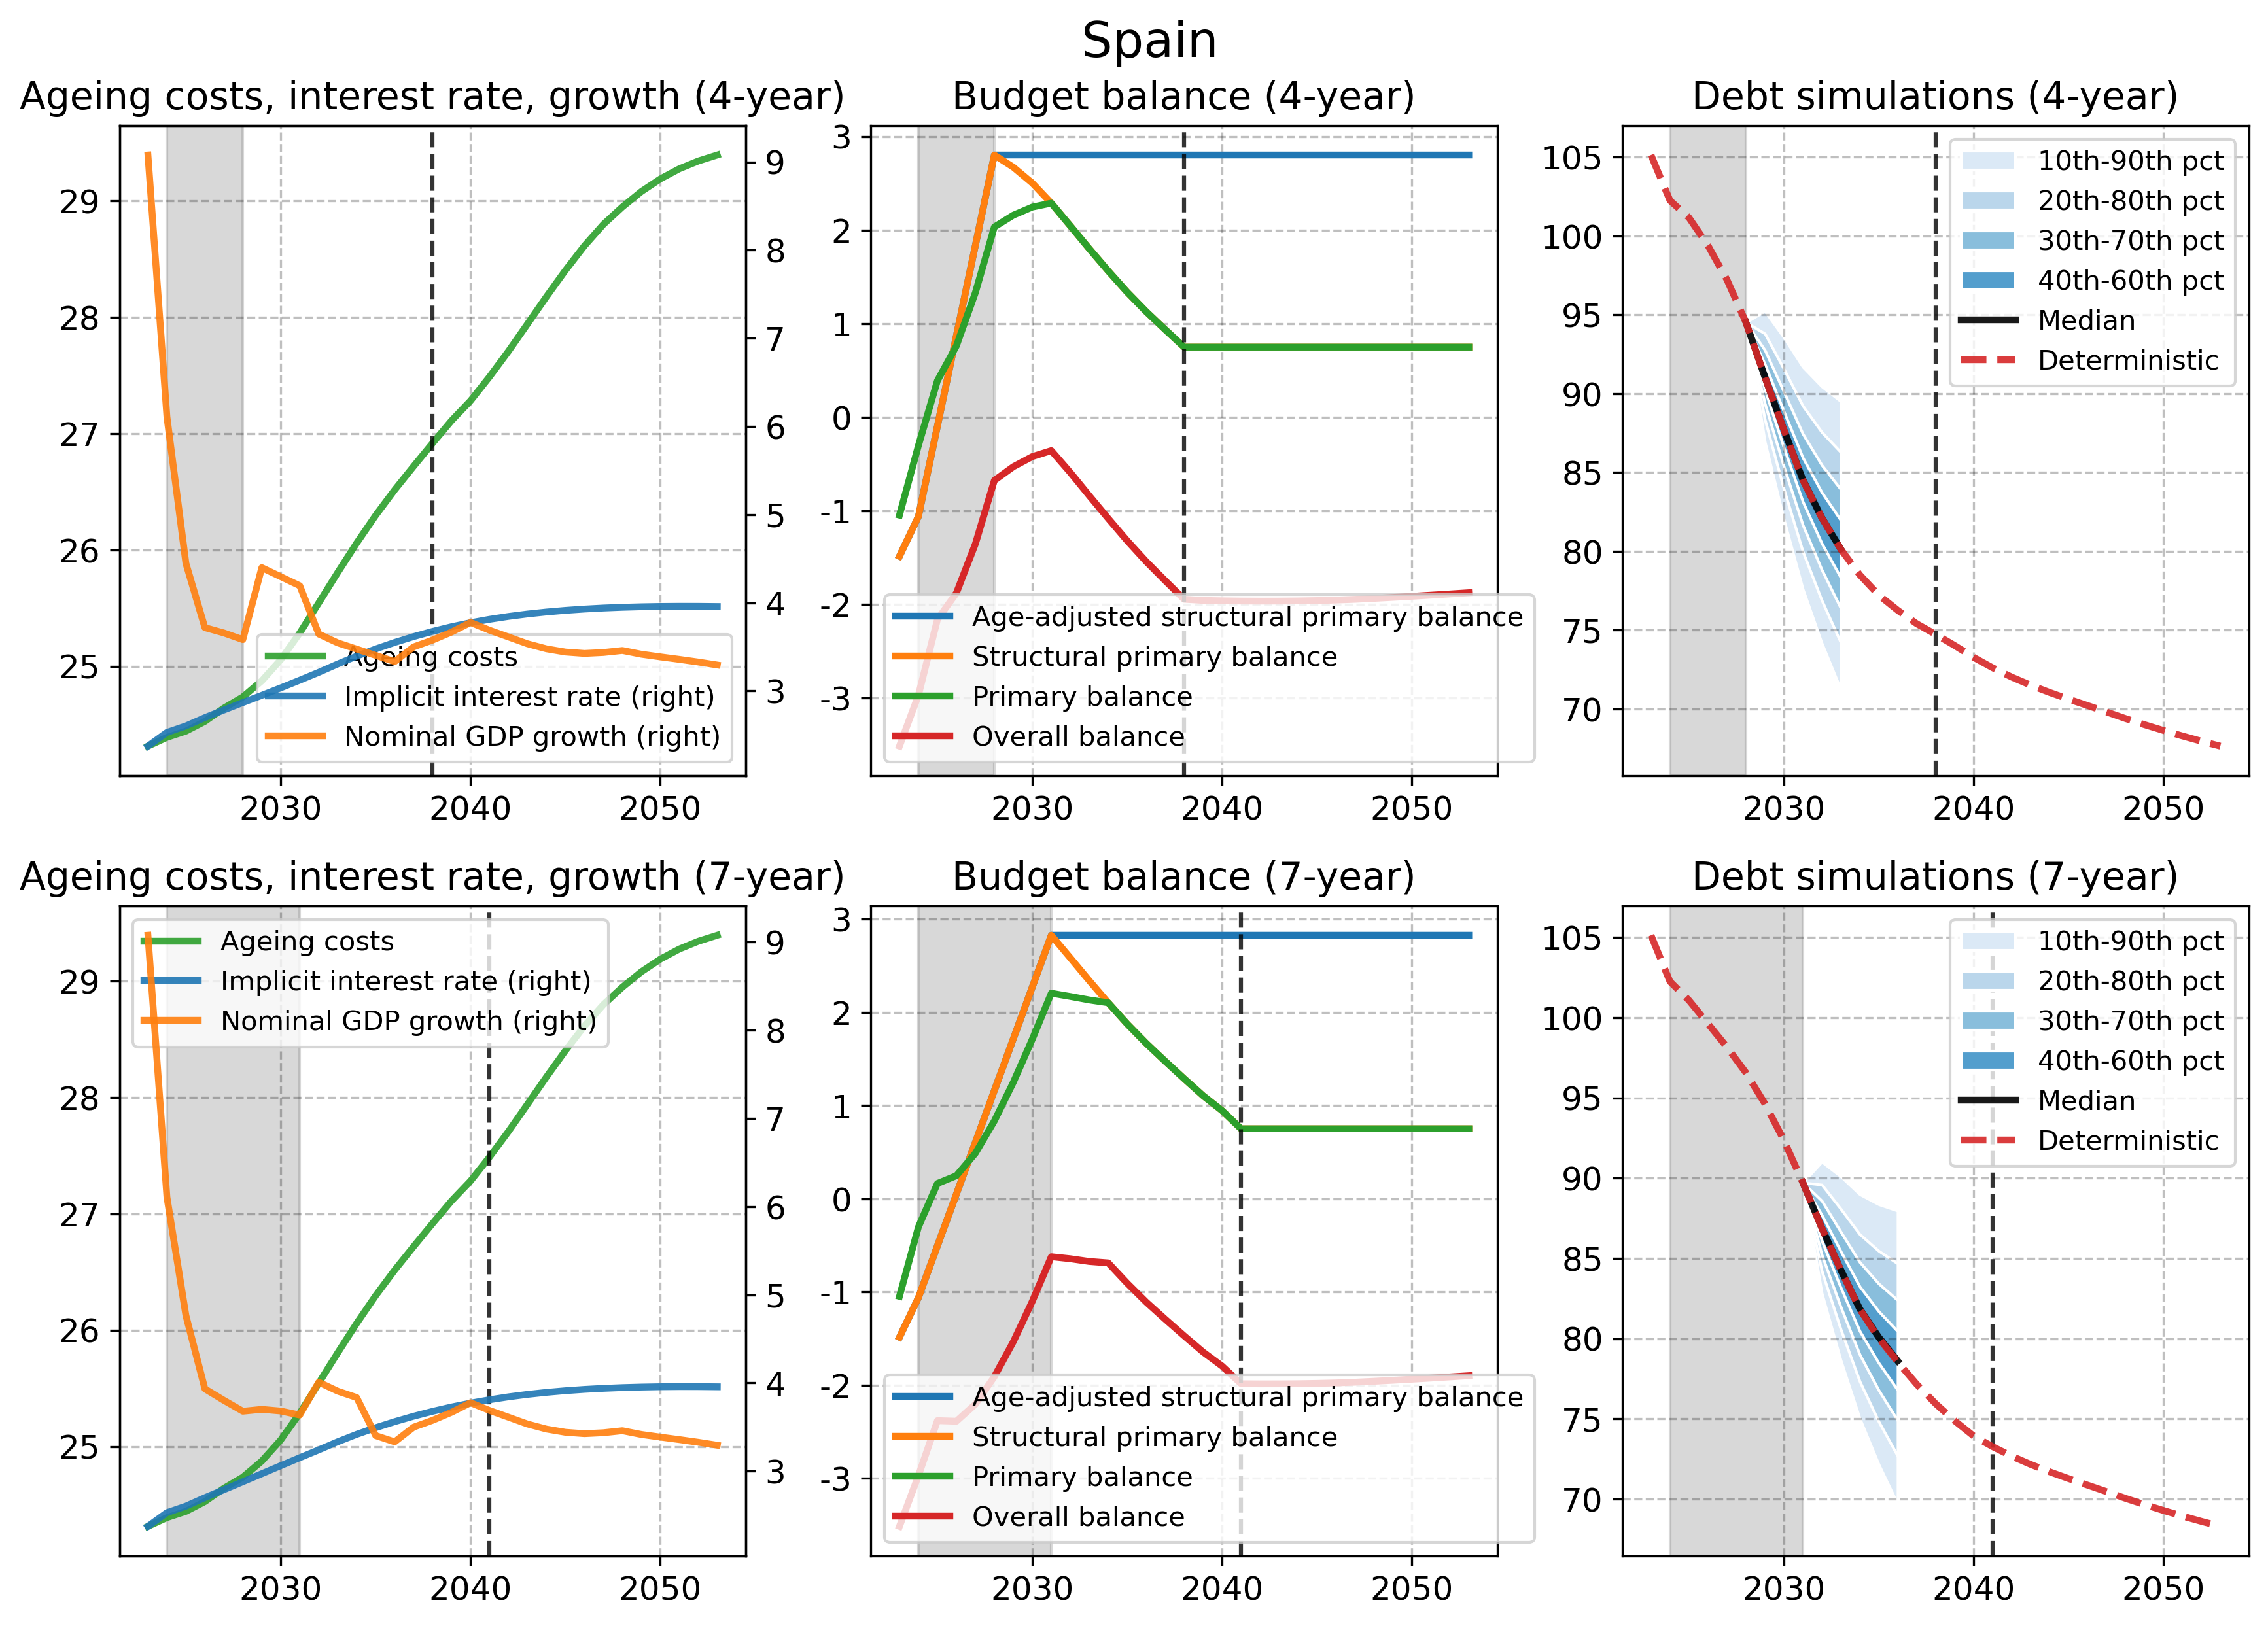 Spain
Ageing costs, interest rate, growth (4-year)
29
28
27
26
25
9
8
7
6
5
4
3
Ageing costs
Implicit interest rate (right)
Nominal GDP growth (right)
2030 2040 2050
Budget balance (4-year)
3
2
1
0
-1
-2
-3
Age-adjusted structural primary balance
Structural primary balance
Primary balance
Overall balance
2030 2040 2050
Debt simulations (4-year)
105
100
95
90
85
80
75
70
10th-90th pct
20th-80th pct
30th-70th pct
40th-60th pct
Median
Deterministic
2030 2040 2050
Ageing costs, interest rate, growth (7-year)
29
28
27
26
25
9
8
7
6
5
4
3
Ageing costs
Implicit interest rate (right)
Nominal GDP growth (right)
2030 2040 2050
Budget balance (7-year)
3
2
1
0
-1
-2
-3
Age-adjusted structural primary balance
Structural primary balance
Primary balance
Overall balance
2030 2040 2050
Debt simulations (7-year)
105
100
95
90
85
80
75
70
10th-90th pct
20th-80th pct
30th-70th pct
40th-60th pct
Median
Deterministic
2030 2040 2050